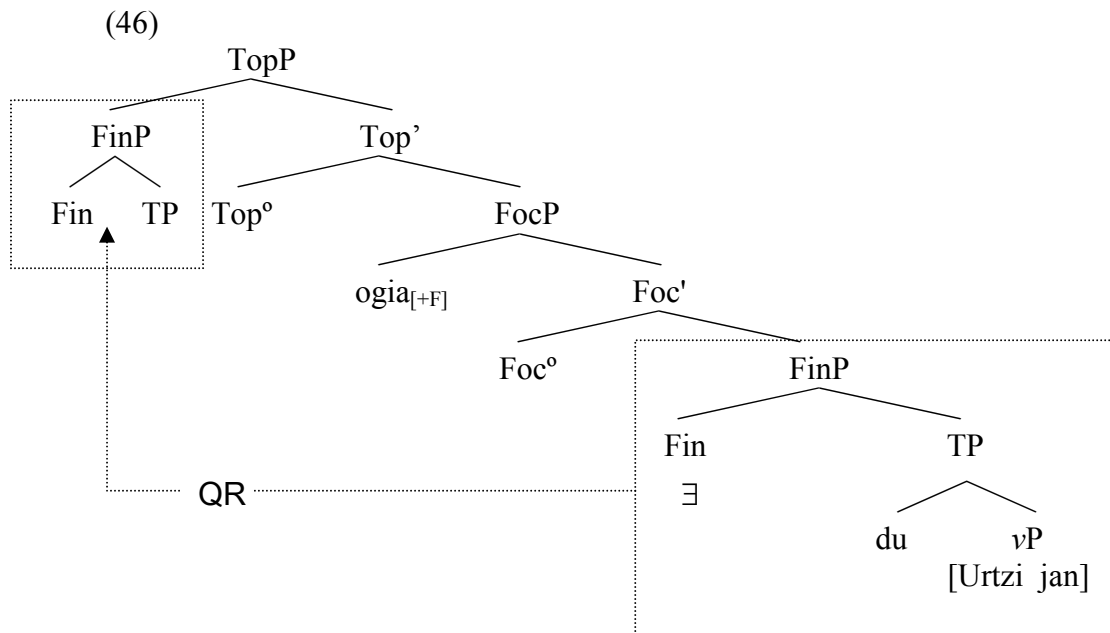 (46)
TopP
FinP Top’
Fin TP Topº FocP
ogia[+F] Foc'
Focº FinP
Fin TP
QR ∃
du vP
[Urtzi jan]